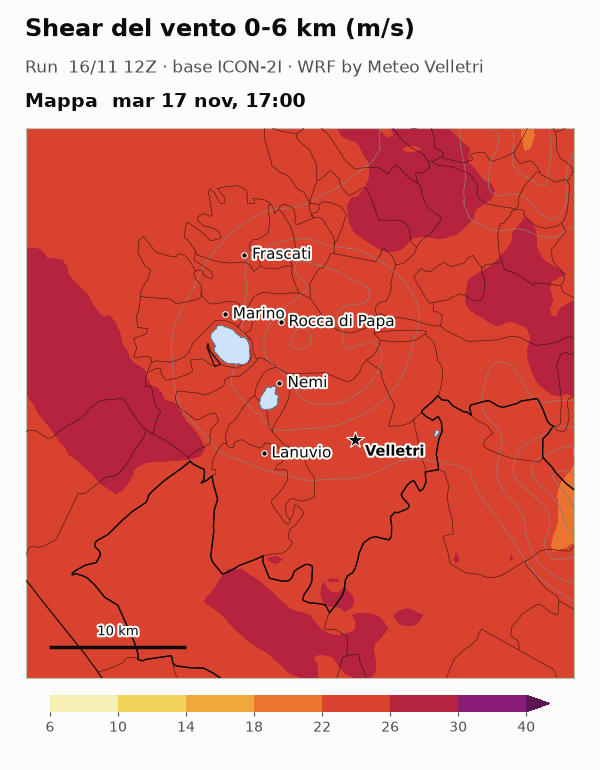 Shear del vento 0-6 km (m/s)
Run  16/11 12Z · base ICON-2I · WRF by Meteo Velletri
Mappa  mar 17 nov, 17:00
Frascati
Marino
Rocca di Papa
Nemi
Velletri
Lanuvio
10 km
6 10 14 18 22 26 30 40